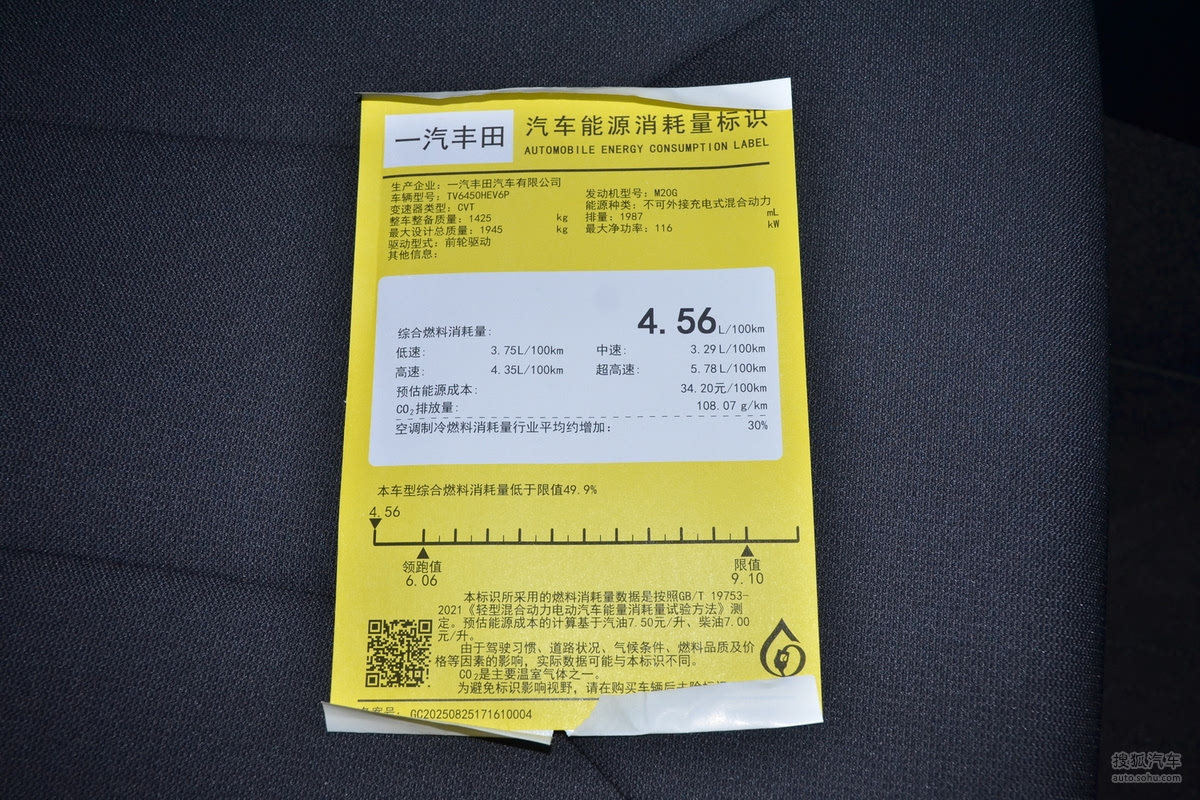 一汽丰田
汽车能源消耗量标识
AUTOMOBILE ENERGY CONSUMPTION LABEL
生产企业：一汽丰田汽车有限公司
车辆型号：TV6450HEV6P 发动机型号：M20G
变速器类型：CVT 能源种类：不可外接充电式混合动力
整车整备质量：1425 kg 排量：1987 mL
最大设计总质量：1945 kg 最大净功率：116 kW
驱动型式：前轮驱动
其他信息：
综合燃料消耗量： 4.56 L/100km
低速： 3.75L/100km 中速： 3.29L/100km
高速： 4.35L/100km 超高速： 5.78L/100km
预估能源成本： 34.20元/100km
CO₂排放量： 108.07 g/km
空调制冷燃料消耗量行业平均约增加： 30%
本车型综合燃料消耗量低于限值49.9%
4.56
领跑值 限值
6.06 9.10
本标识所采用的燃料消耗量数据是按照GB/T 19753-
2021《轻型混合动力电动汽车能量消耗量试验方法》测
定。预估能源成本的计算基于汽油7.50元/升、柴油7.00
元/升。
由于驾驶习惯、道路状况、气候条件、燃料品质及价
格等因素的影响，实际数据可能与本标识不同。
CO₂是主要温室气体之一。
为避免标识影响视野，请在购买车辆后去除
案号： GC20250825171610004
搜狐汽车
auto.sohu.com